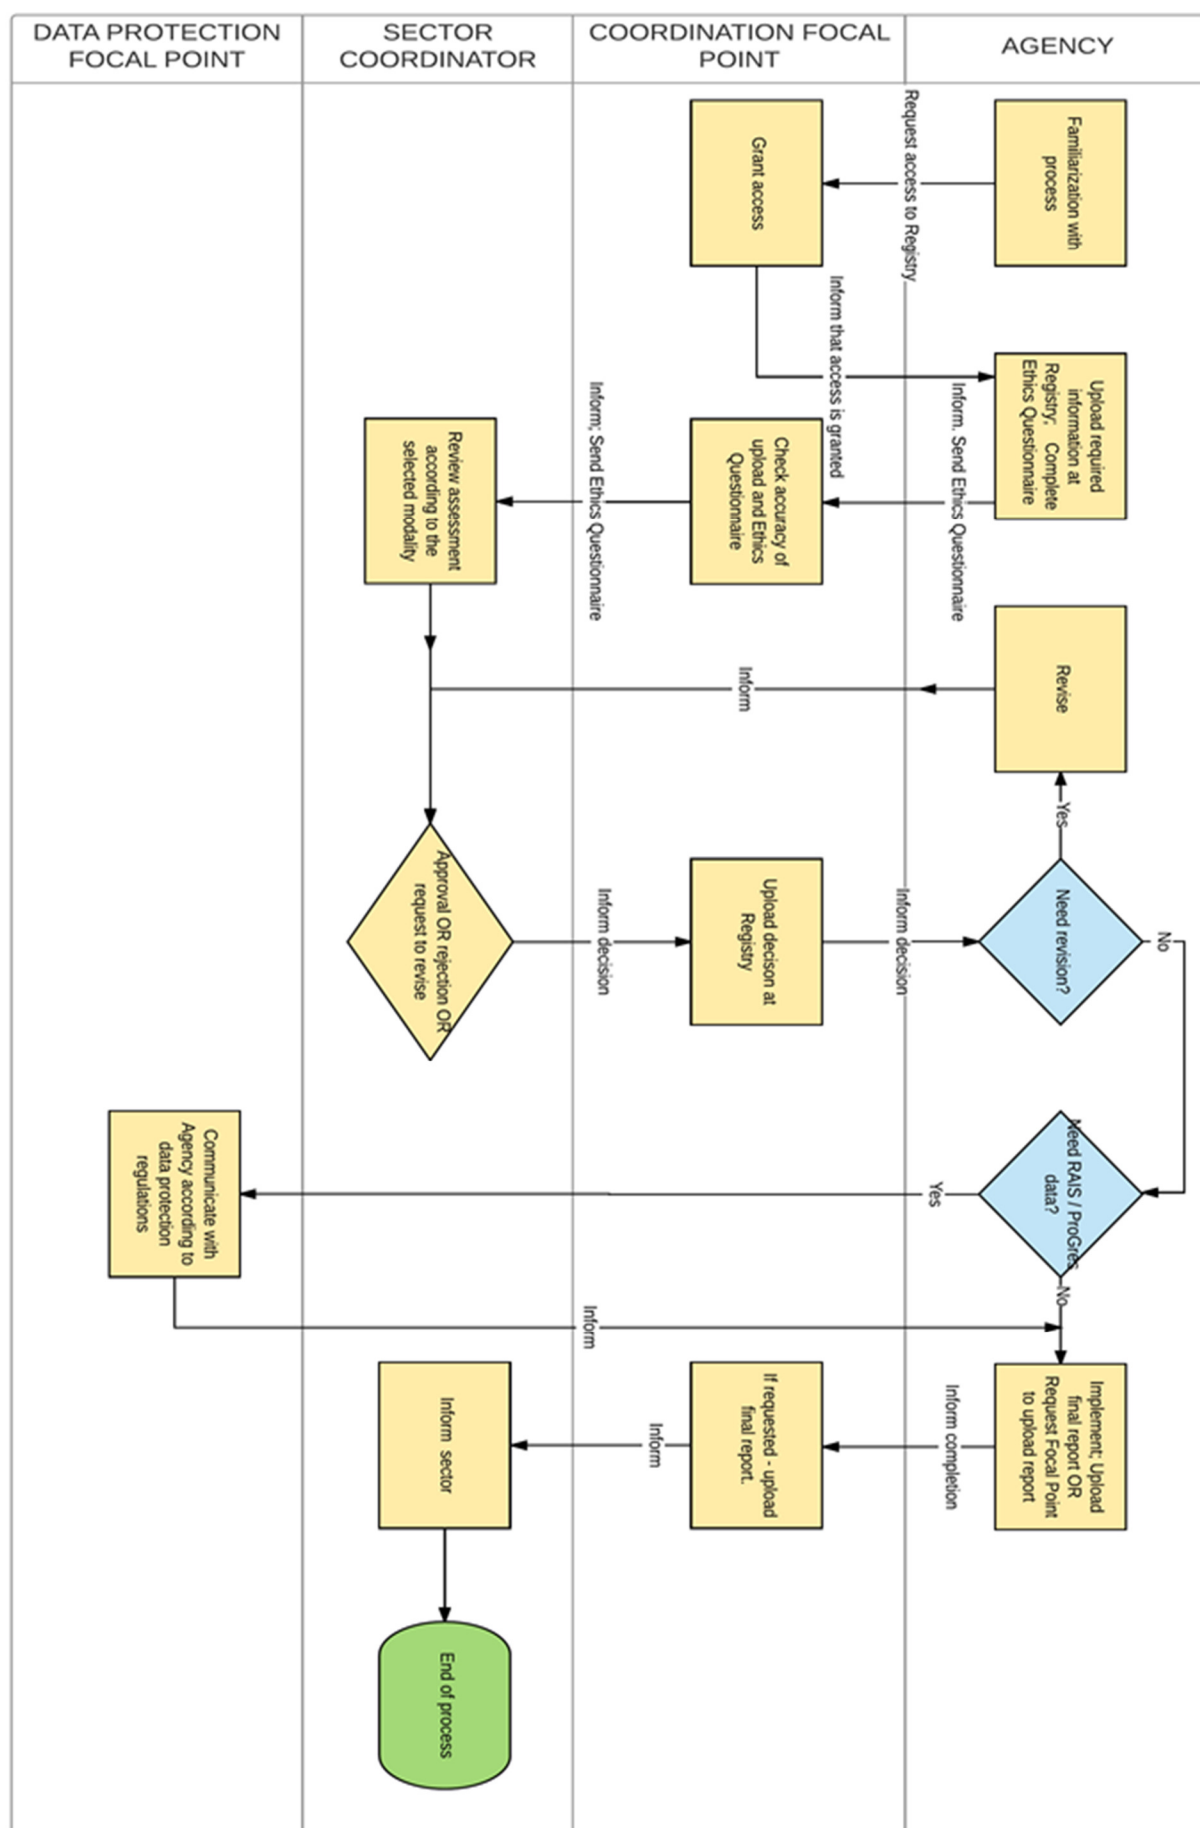 DATA PROTECTION
FOCAL POINT
SECTOR
COORDINATOR
COORDINATION FOCAL
POINT
AGENCY
Familiarization with
process
Request access to Registry
Grant access
Inform that access is granted
Upload required
information at
Registry; Complete
Ethics Questionnaire
Inform. Send Ethics Questionnaire
Check accuracy of
upload and Ethics
Questionnaire
Inform; Send Ethics Questionnaire
Review assessment
according to the
selected modality
Revise
Inform
Yes
Approval OR rejection OR
request to revise
Inform decision
Upload decison at
Registry
Inform decision
Need revision?
No
Need RAIS / ProGres
data?
Yes
Communicate with
Agency according to
data protection
regulations
No
Inform
Implement; Upload
final report OR
Request Focal Point
to upload report
Inform completion
If requested - upload
final report.
Inform
Inform sector
End of process